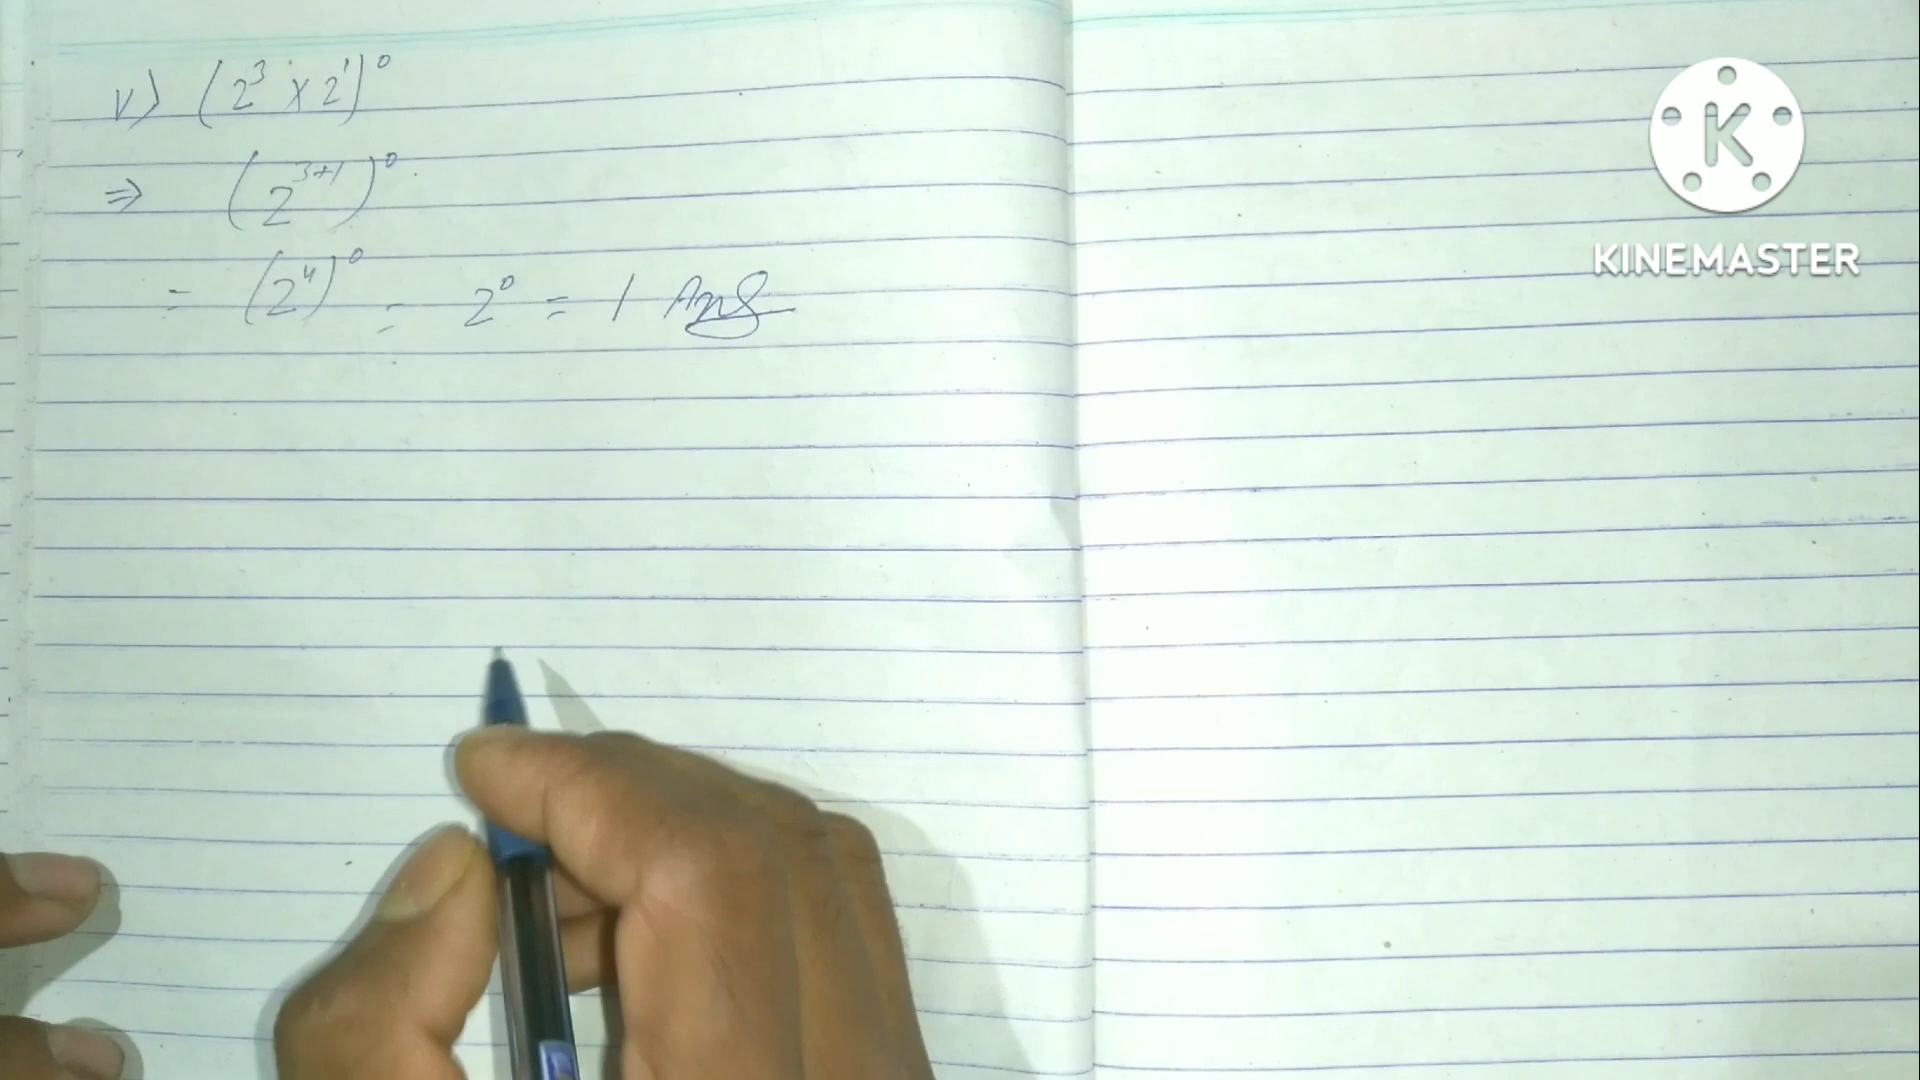 v) (2³ × 2¹)⁰
⇒ (2³⁺¹)⁰
= (2⁴)⁰ = 2⁰ = 1 Ans
K
KINEMASTER